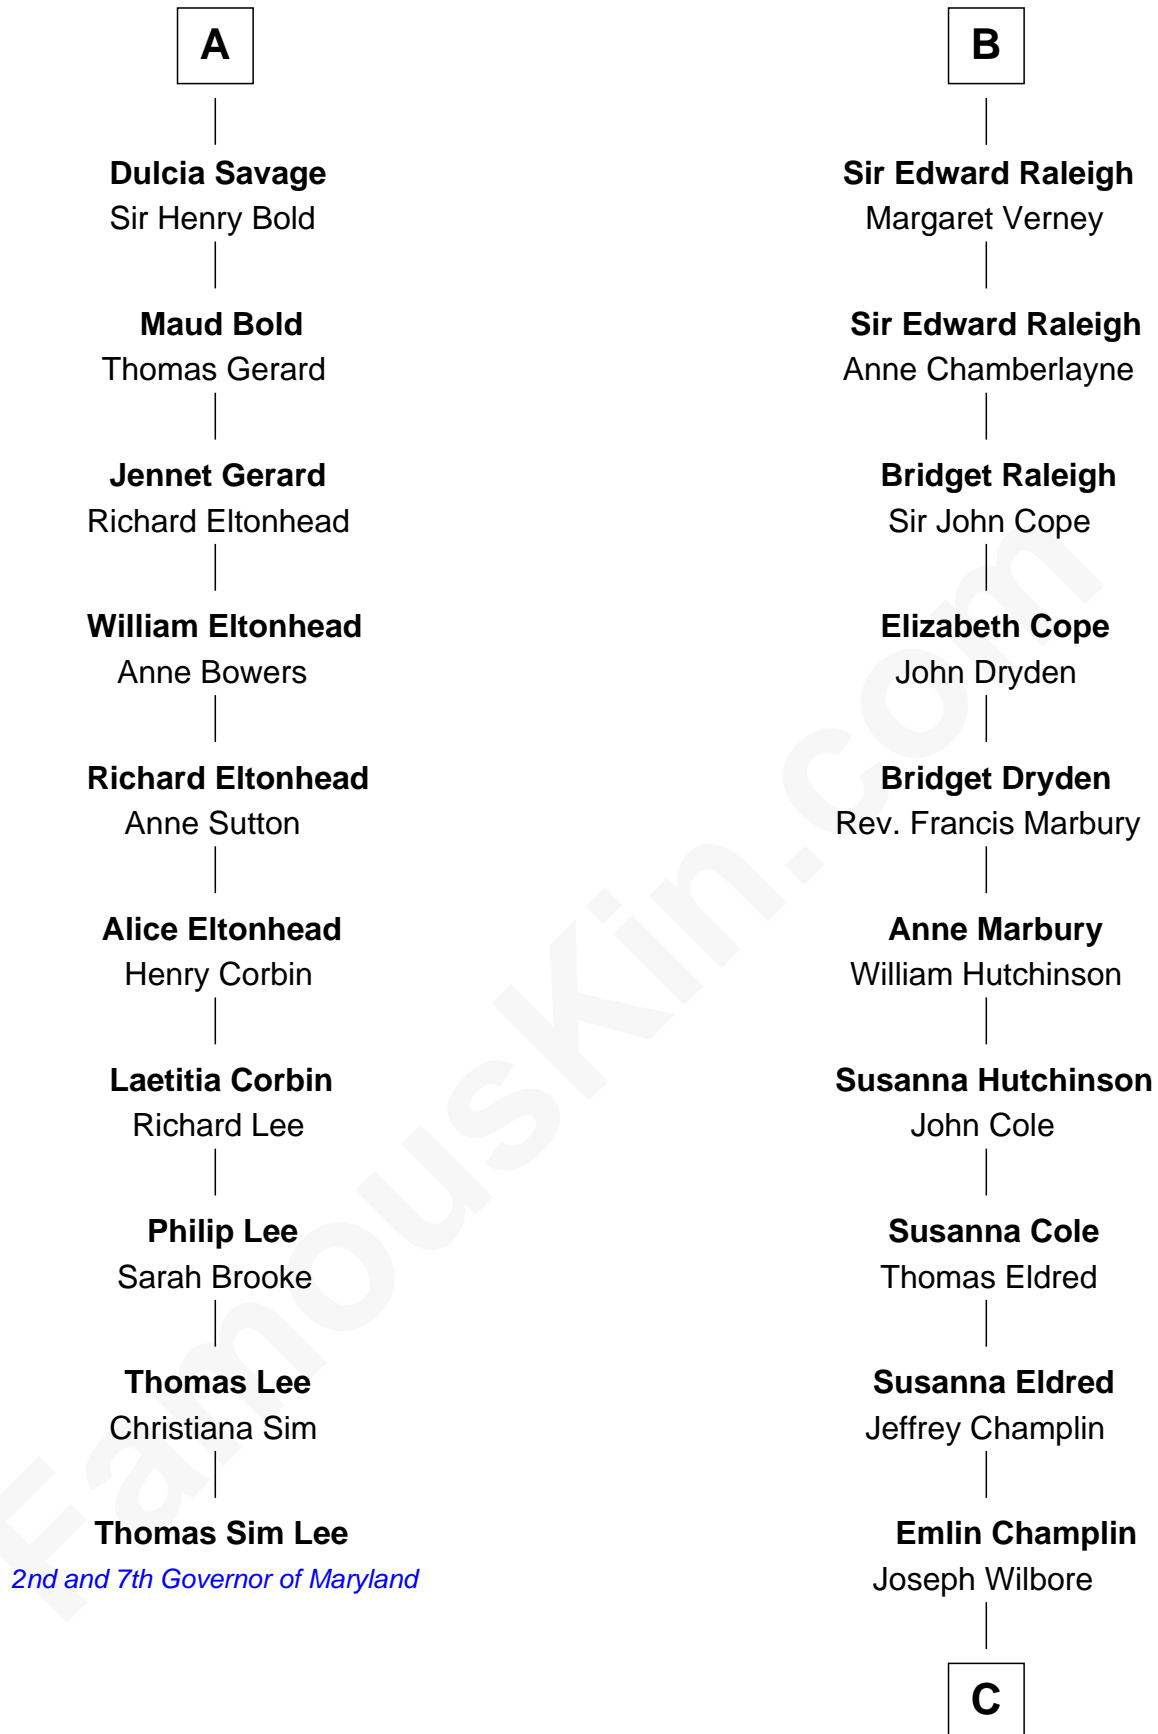 A
Dulcia Savage
Sir Henry Bold
Maud Bold
Thomas Gerard
Jennet Gerard
Richard Eltonhead
William Eltonhead
Anne Bowers
Richard Eltonhead
Anne Sutton
Alice Eltonhead
Henry Corbin
Laetitia Corbin
Richard Lee
Philip Lee
Sarah Brooke
Thomas Lee
Christiana Sim
Thomas Sim Lee
2nd and 7th Governor of Maryland
B
Sir Edward Raleigh
Margaret Verney
Sir Edward Raleigh
Anne Chamberlayne
Bridget Raleigh
Sir John Cope
Elizabeth Cope
John Dryden
Bridget Dryden
Rev. Francis Marbury
Anne Marbury
William Hutchinson
Susanna Hutchinson
John Cole
Susanna Cole
Thomas Eldred
Susanna Eldred
Jeffrey Champlin
Emlin Champlin
Joseph Wilbore
C
FamousKin.com